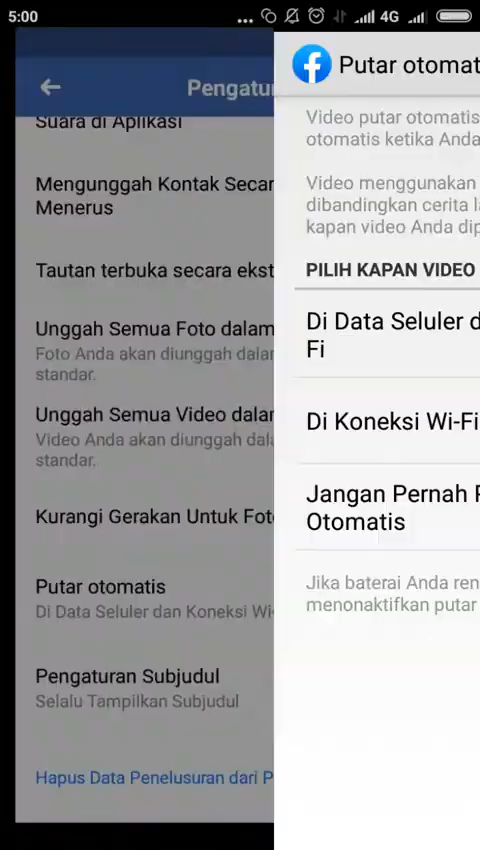 5:00
4G
Pengatu
Suara di Aplikasi
Mengunggah Kontak Secar
Menerus
Tautan terbuka secara ekst
Unggah Semua Foto dalam
Foto Anda akan diunggah dalar
standar.
Unggah Semua Video dalar
Video Anda akan diunggah dala
standar.
Kurangi Gerakan Untuk Foto
Putar otomatis
Di Data Seluler dan Koneksi Wi-
Pengaturan Subjudul
Selalu Tampilkan Subjudul
Hapus Data Penelusuran dari P
Putar otomat
Video putar otomatis
otomatis ketika Anda
Video menggunakan
dibandingkan cerita l
kapan video Anda dip
PILIH KAPAN VIDEO
Di Data Seluler d
Fi
Di Koneksi Wi-Fi
Jangan Pernah P
Otomatis
Jika baterai Anda ren
menonaktifkan putar